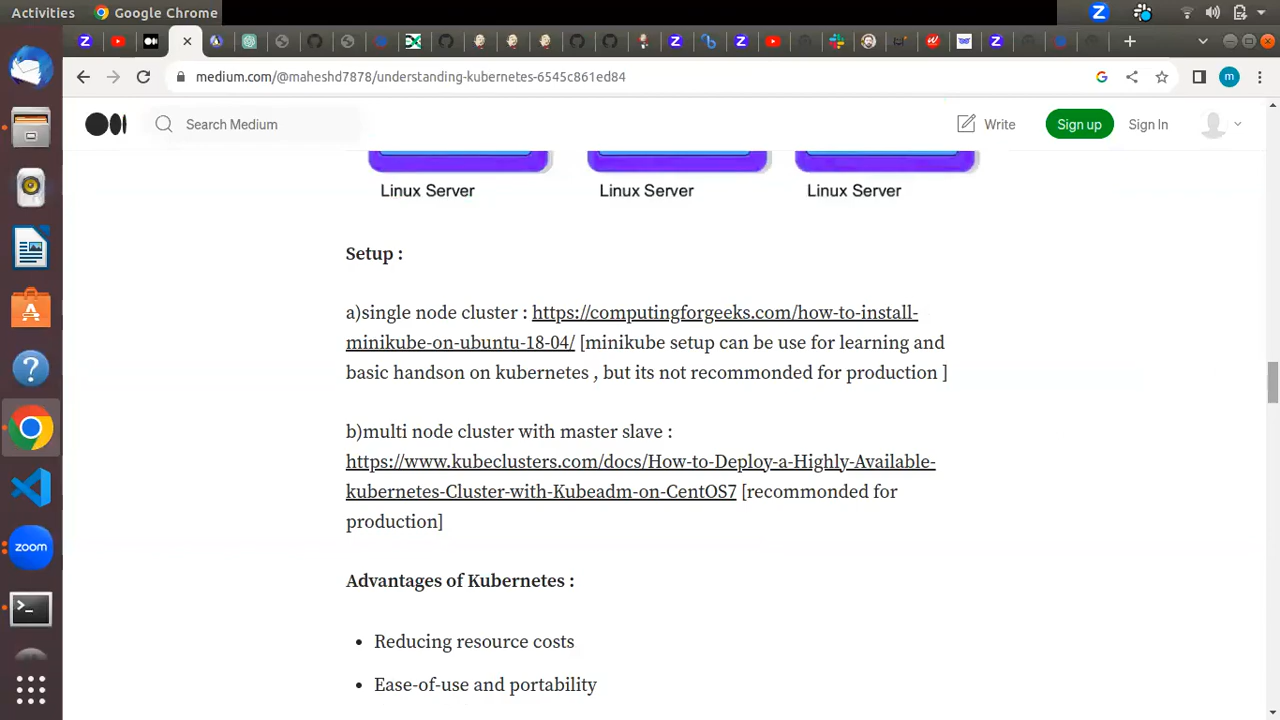 Activities
Google Chrome
medium.com/@maheshd7878/understanding-kubernetes-6545c861ed84
m
Search Medium
Write
Sign up
Sign In
Linux Server
Linux Server
Linux Server
Setup :
a)single node cluster : https://computingforgeeks.com/how-to-install-
minikube-on-ubuntu-18-04/ [minikube setup can be use for learning and
basic handson on kubernetes , but its not recommonded for production ]
b)multi node cluster with master slave :
https://www.kubeclusters.com/docs/How-to-Deploy-a-Highly-Available-
kubernetes-Cluster-with-Kubeadm-on-CentOS7 [recommonded for
production]
zoom
Advantages of Kubernetes :
• Reducing resource costs
• Ease-of-use and portability